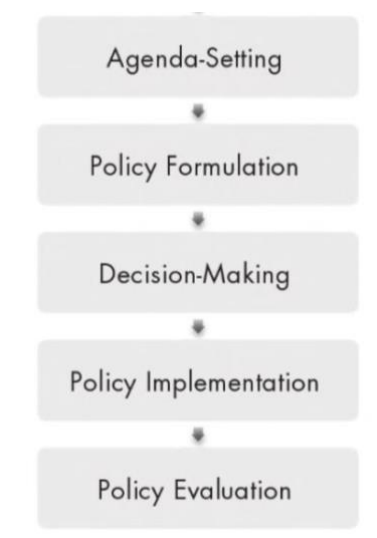 Agenda-Setting
Policy Formulation
Decision-Making
Policy Implementation
Policy Evaluation